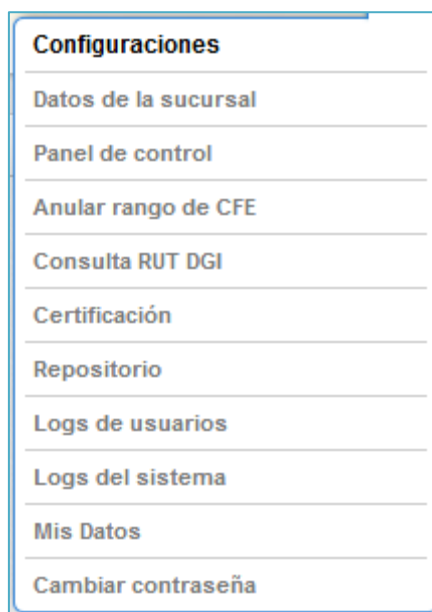 Configuraciones
Datos de la sucursal
Panel de control
Anular rango de CFE
Consulta RUT DGI
Certificación
Repositorio
Logs de usuarios
Logs del sistema
Mis Datos
Cambiar contraseña